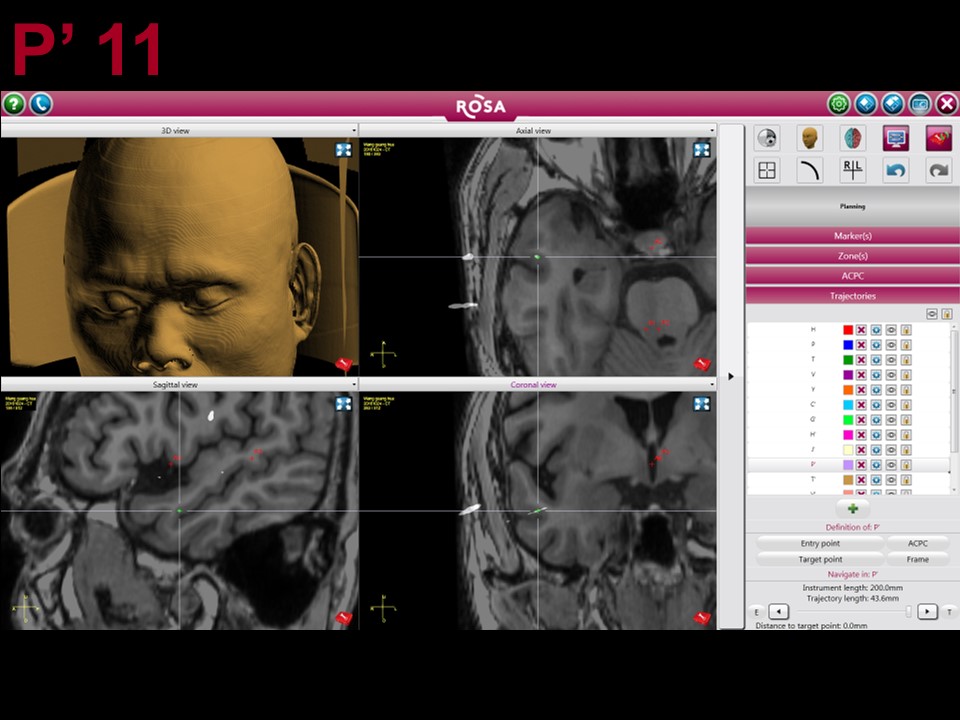 P’ 11
ROSA
3D view
Axial view
Sagittal view
Coronal view
R|L
Planning
Marker(s)
Zone(s)
ACPC
Trajectories
H
P
T
V
Y
C'
G'
H'
J'
P'
T'
Definition of: P'
Entry point
ACPC
Target point
Frame
Navigate in: P'
Instrument length: 200.0mm
Trajectory length: 43.6mm
E
T
Distance to target point: 0.0mm